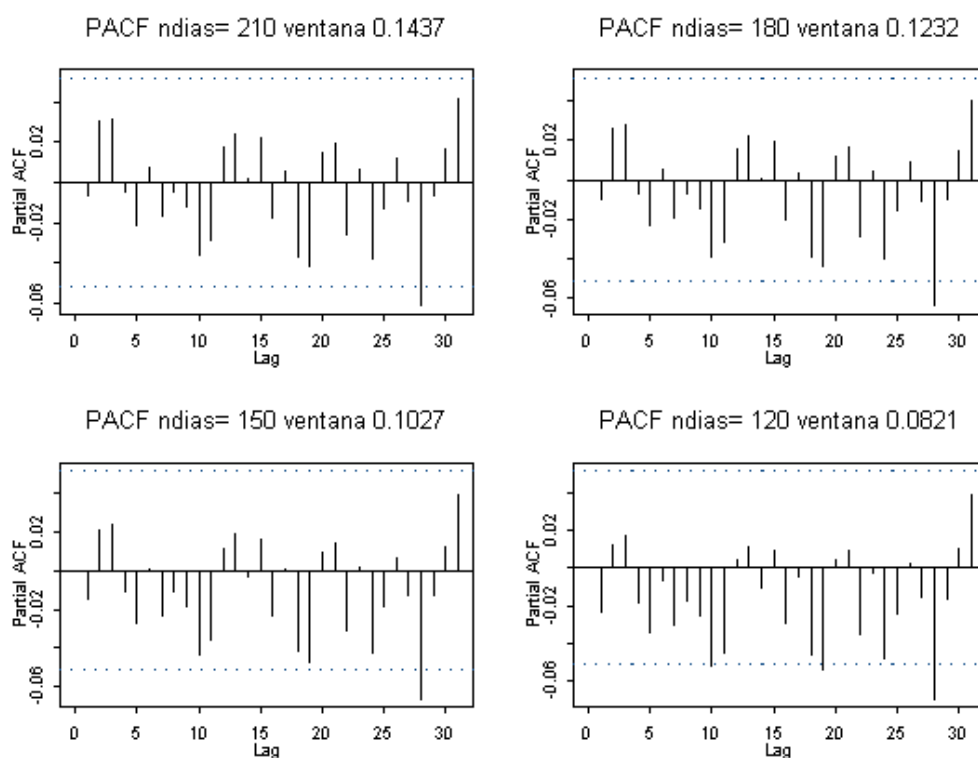 PACF ndias= 210 ventana 0.1437
Partial ACF
0.02
-0.02
-0.06
0 5 10 15 20 25 30
Lag
PACF ndias= 180 ventana 0.1232
Partial ACF
0.02
-0.02
-0.06
0 5 10 15 20 25 30
Lag
PACF ndias= 150 ventana 0.1027
Partial ACF
0.02
-0.02
-0.06
0 5 10 15 20 25 30
Lag
PACF ndias= 120 ventana 0.0821
Partial ACF
0.02
-0.02
-0.06
0 5 10 15 20 25 30
Lag